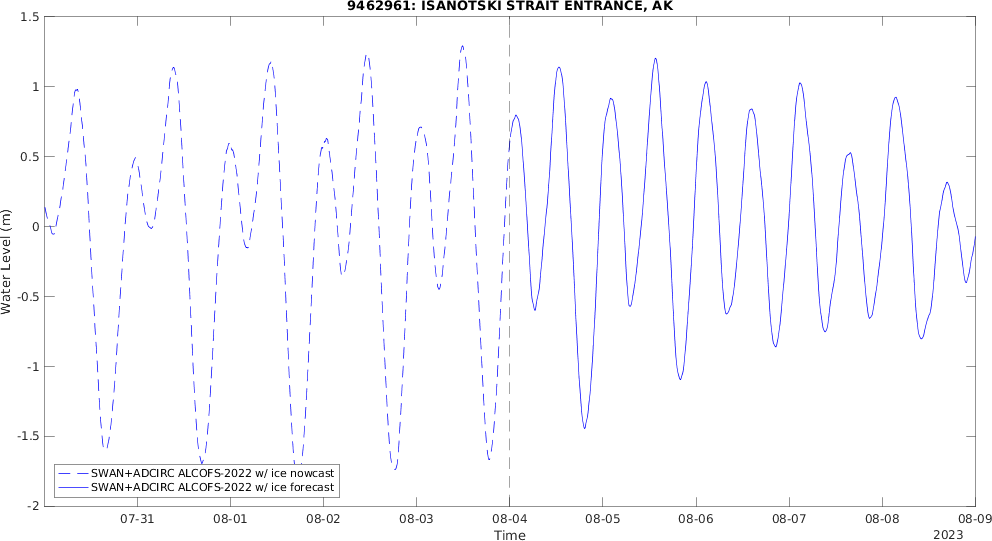 9462961: ISANOTSKI STRAIT ENTRANCE, AK
1.5
1
0.5
0
-0.5
-1
-1.5
-2
Water Level (m)
SWAN+ADCIRC ALCOFS-2022 w/ ice nowcast
SWAN+ADCIRC ALCOFS-2022 w/ ice forecast
07-31 08-01 08-02 08-03 08-04 08-05 08-06 08-07 08-08 08-09
Time
2023